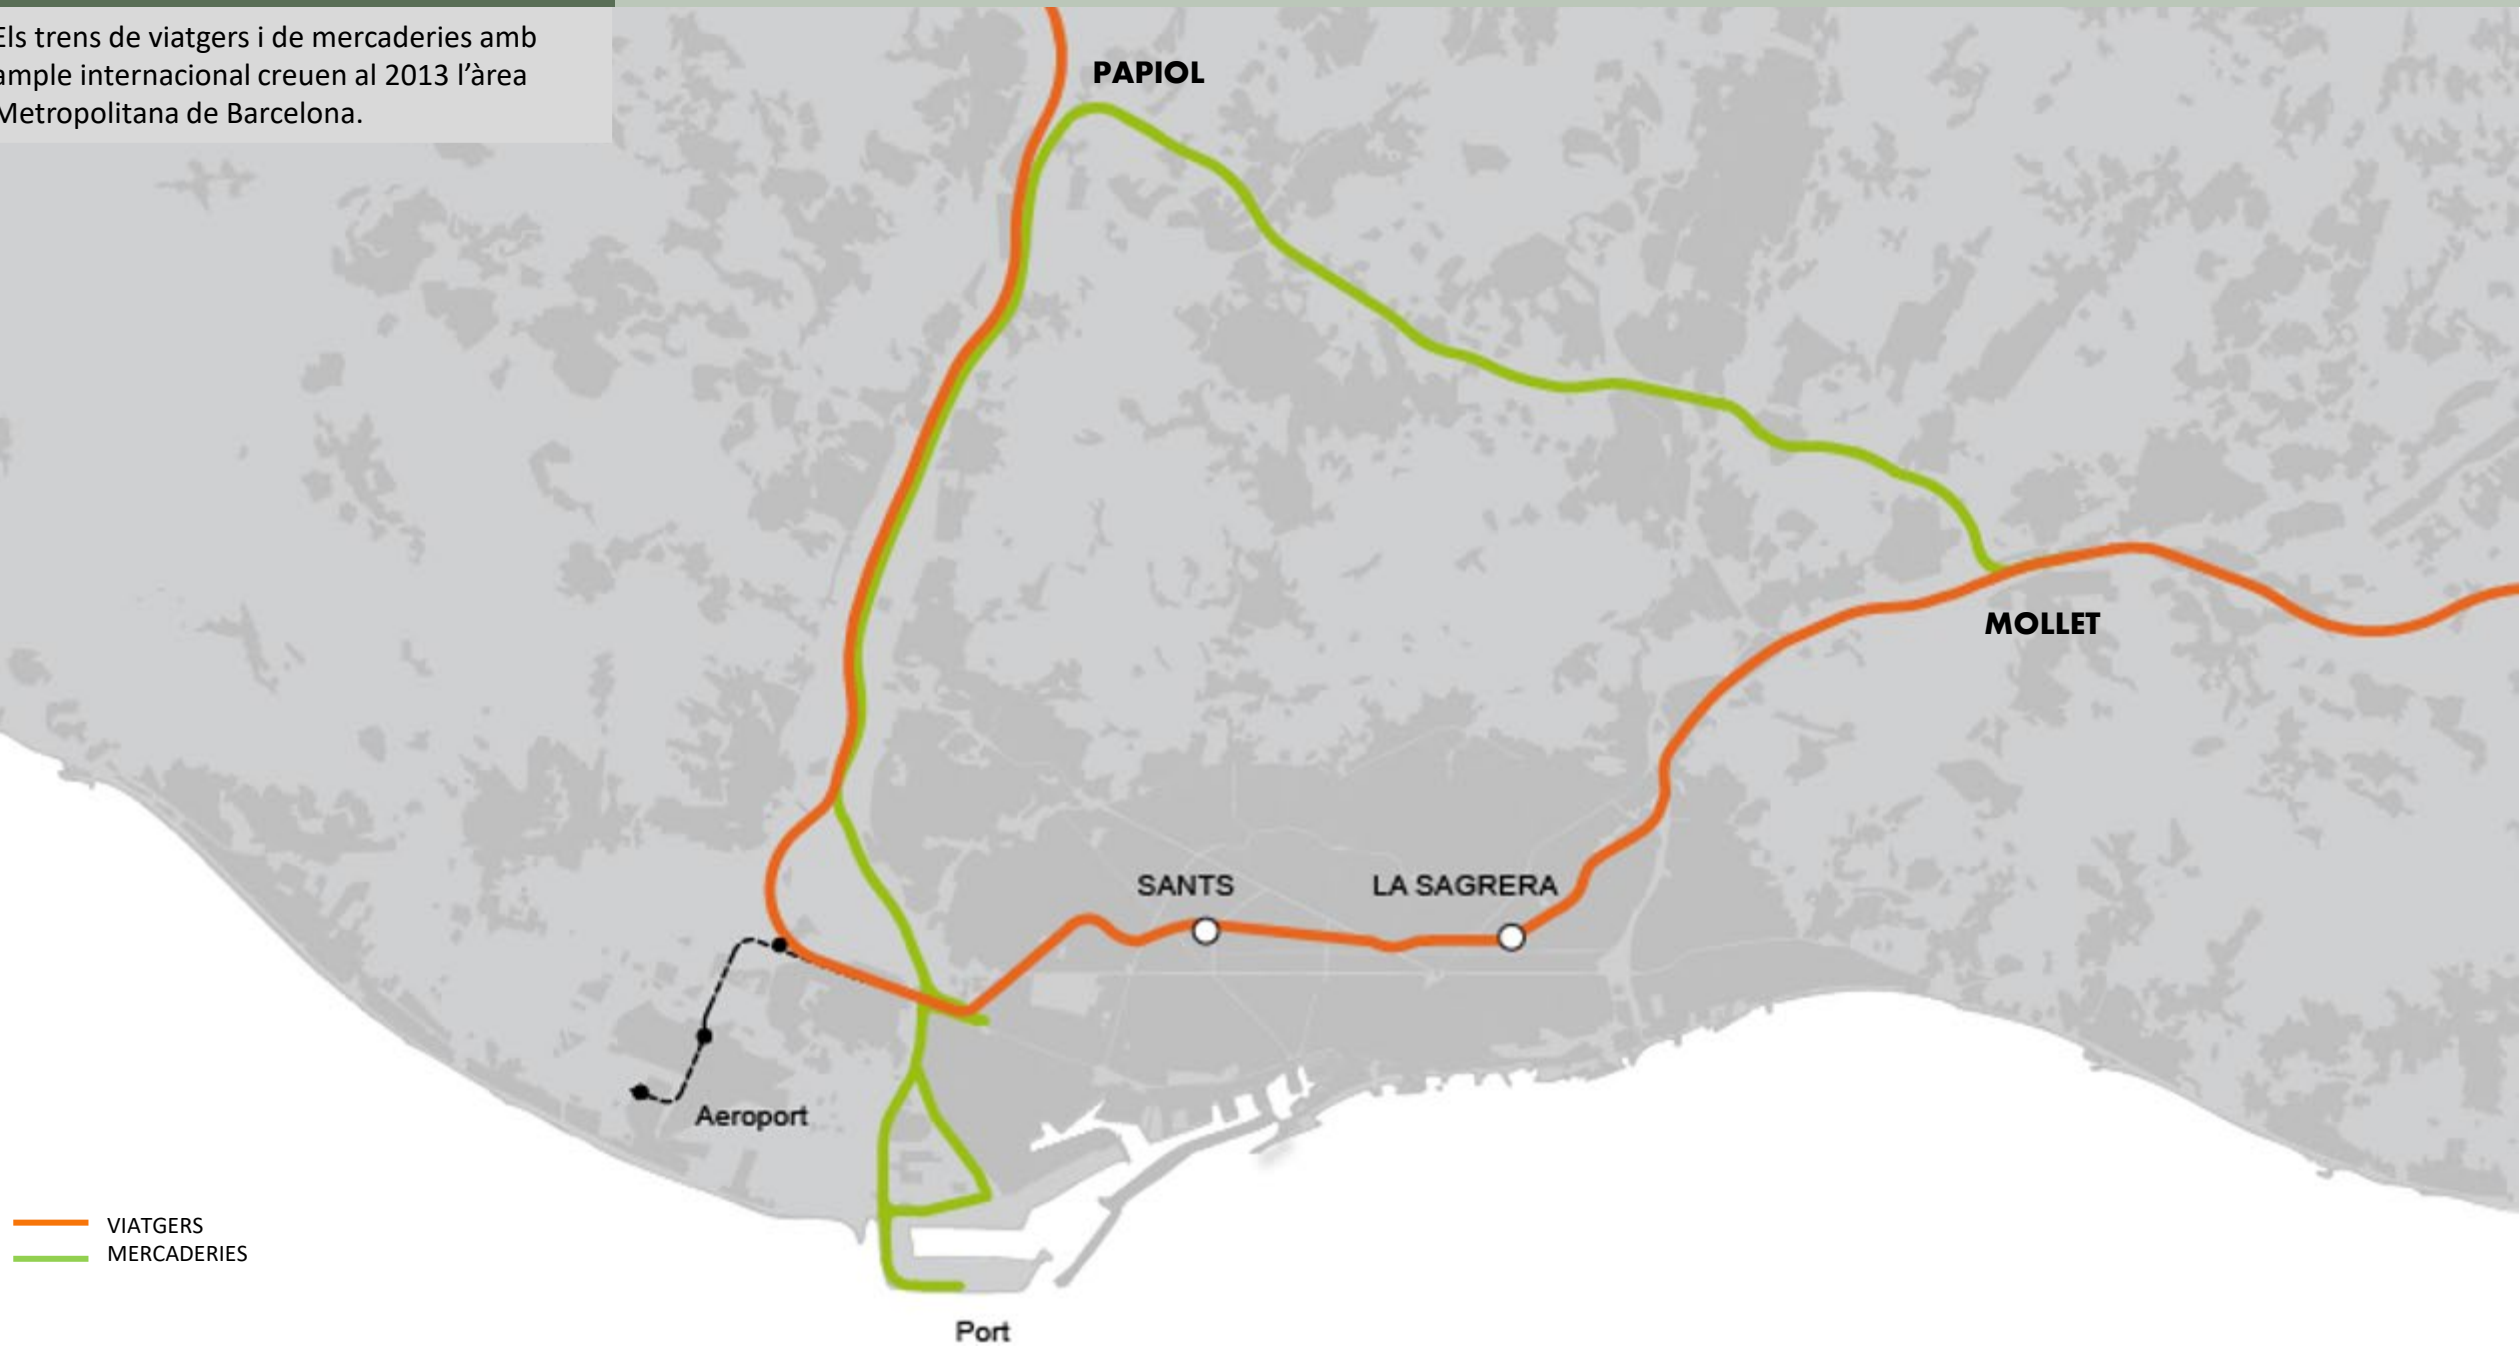 Els trens de viatgers i de mercaderies amb
ample internacional creuen al 2013 l’àrea
Metropolitana de Barcelona.
PAPIOL
MOLLET
SANTS
LA SAGRERA
Aeroport
VIATGERS
MERCADERIES
Port